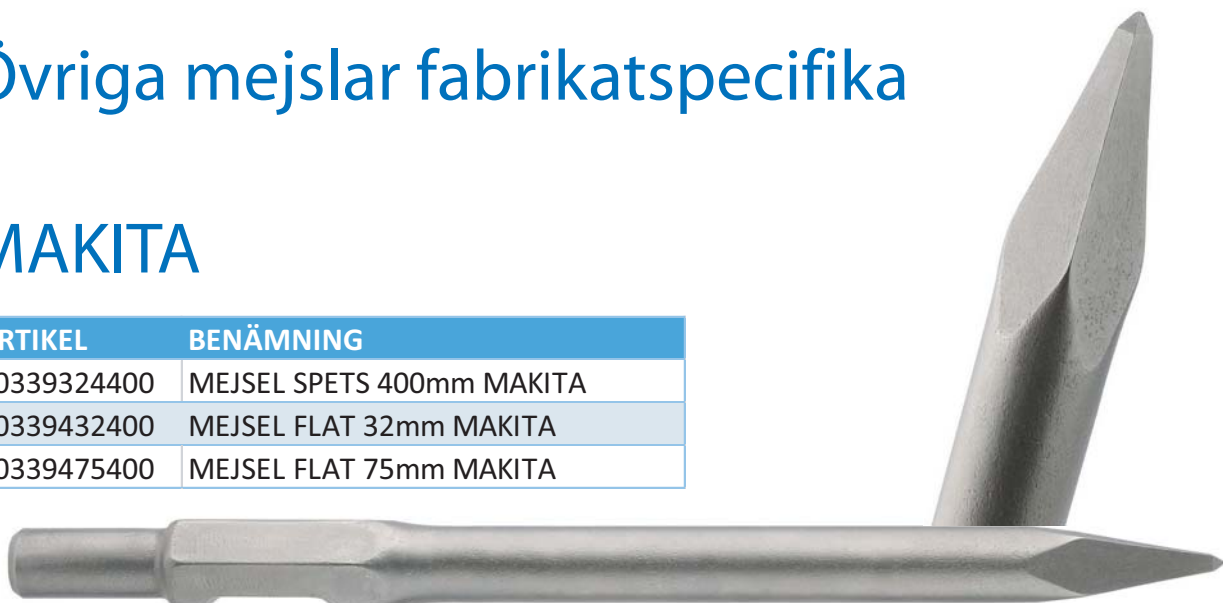 Övriga mejslar fabrikatspecifika
MAKITA
RTIKEL BENÄMNING
0339324400 MEJSEL SPETS 400mm MAKITA
0339432400 MEJSEL FLAT 32mm MAKITA
0339475400 MEJSEL FLAT 75mm MAKITA